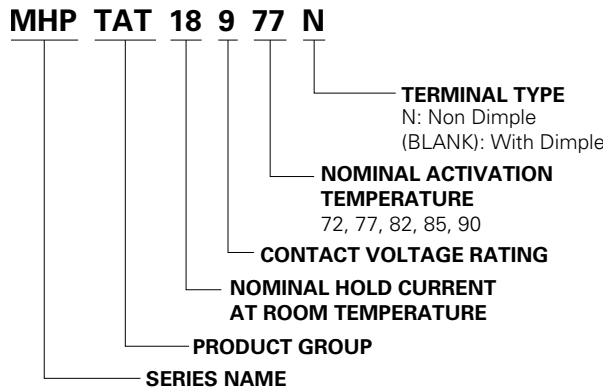 MHP TAT 18 9 77 N
TERMINAL TYPE
N: Non Dimple
(BLANK): With Dimple
NOMINAL ACTIVATION
TEMPERATURE
72, 77, 82, 85, 90
CONTACT VOLTAGE RATING
NOMINAL HOLD CURRENT
AT ROOM TEMPERATURE
PRODUCT GROUP
SERIES NAME